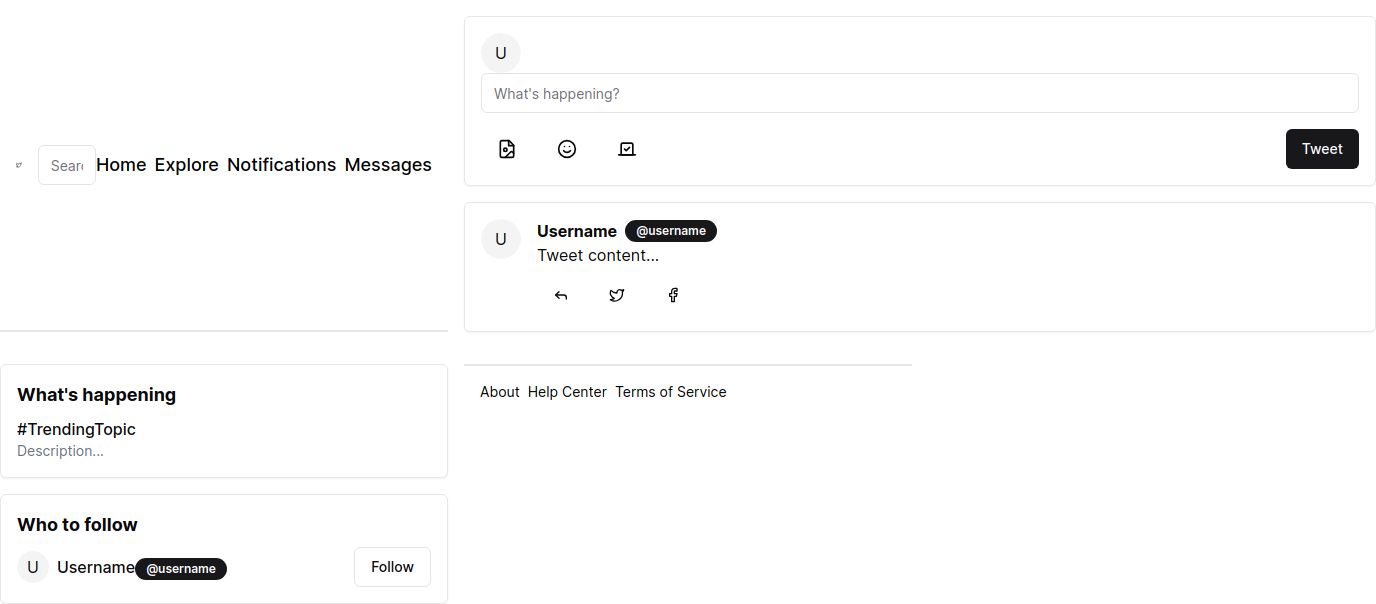 Sear
Home Explore Notifications Messages
U
What's happening?
Tweet
U
Username @username
Tweet content...
What's happening
#TrendingTopic
Description...
Who to follow
U Username @username Follow
About Help Center Terms of Service